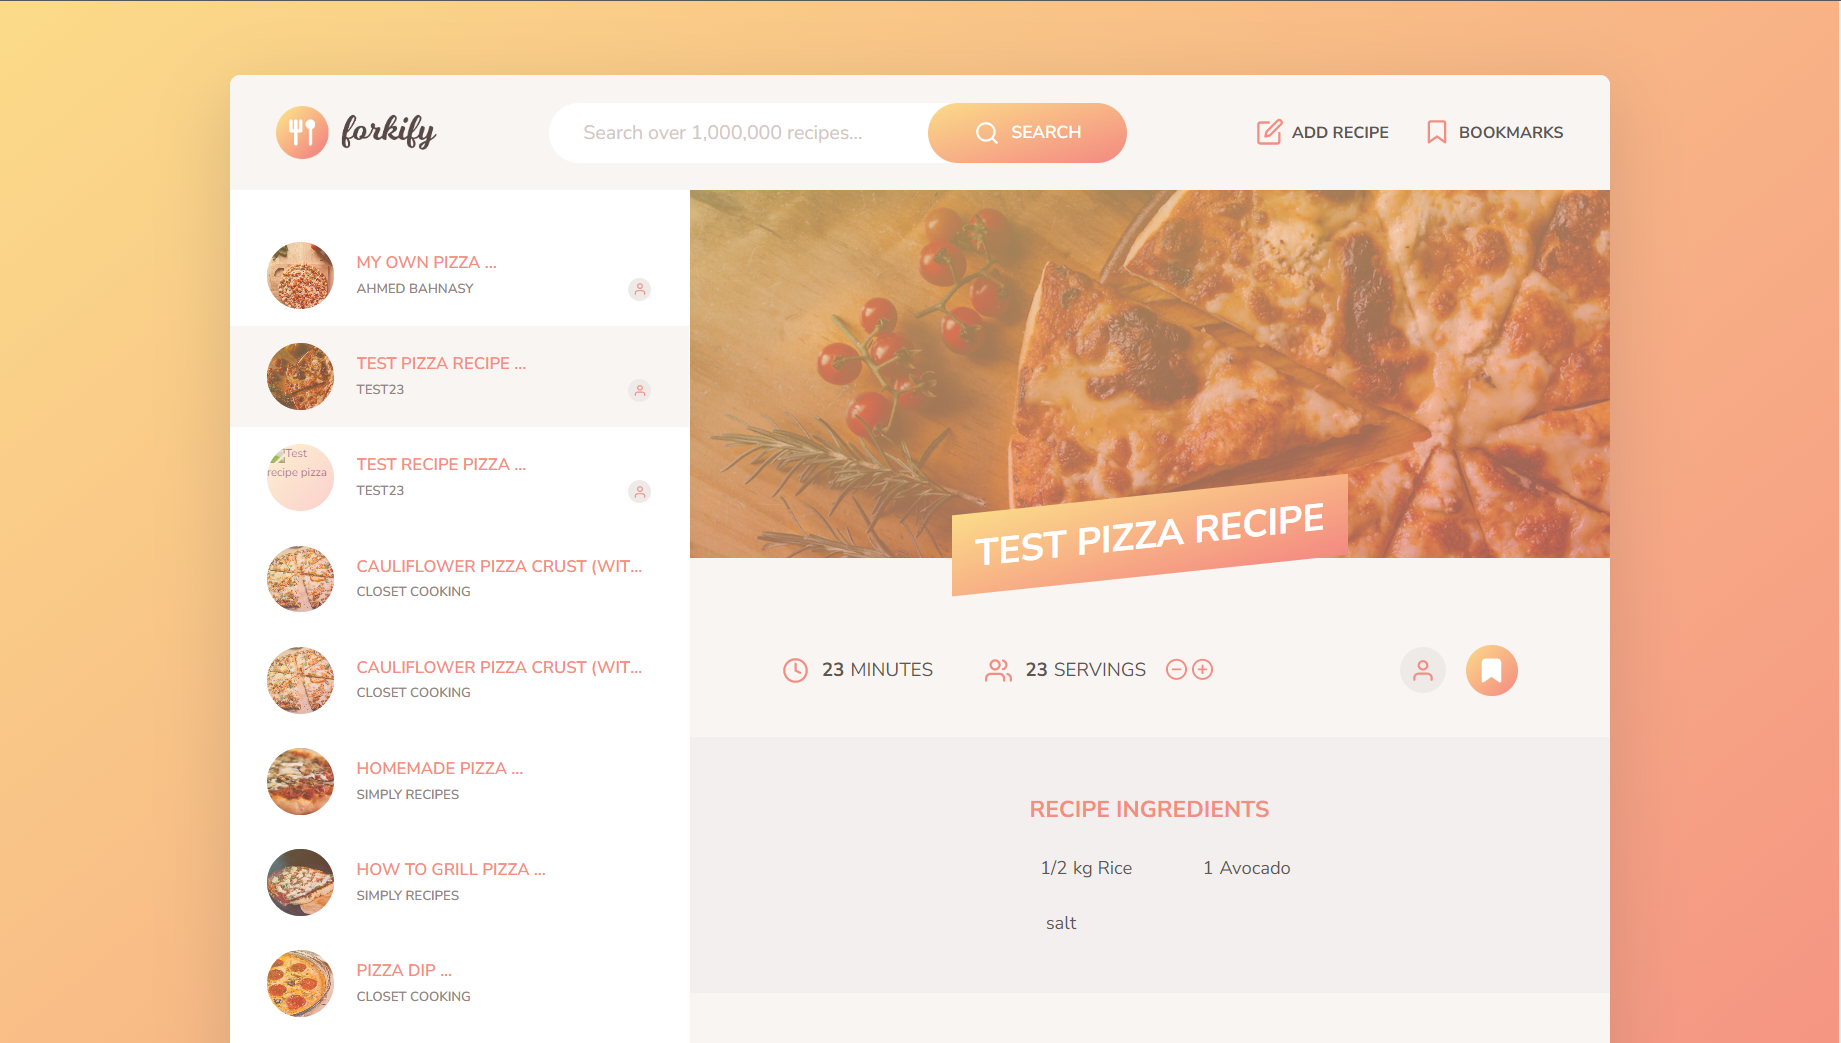 forkify
Search over 1,000,000 recipes...
SEARCH
ADD RECIPE
BOOKMARKS
MY OWN PIZZA ...
AHMED BAHNASY
TEST PIZZA RECIPE ...
TEST23
Test
recipe pizza
TEST RECIPE PIZZA ...
TEST23
CAULIFLOWER PIZZA CRUST (WIT...
CLOSET COOKING
CAULIFLOWER PIZZA CRUST (WIT...
CLOSET COOKING
HOMEMADE PIZZA ...
SIMPLY RECIPES
HOW TO GRILL PIZZA ...
SIMPLY RECIPES
PIZZA DIP ...
CLOSET COOKING
TEST PIZZA RECIPE
23 MINUTES
23 SERVINGS
RECIPE INGREDIENTS
1/2 kg Rice
1 Avocado
salt